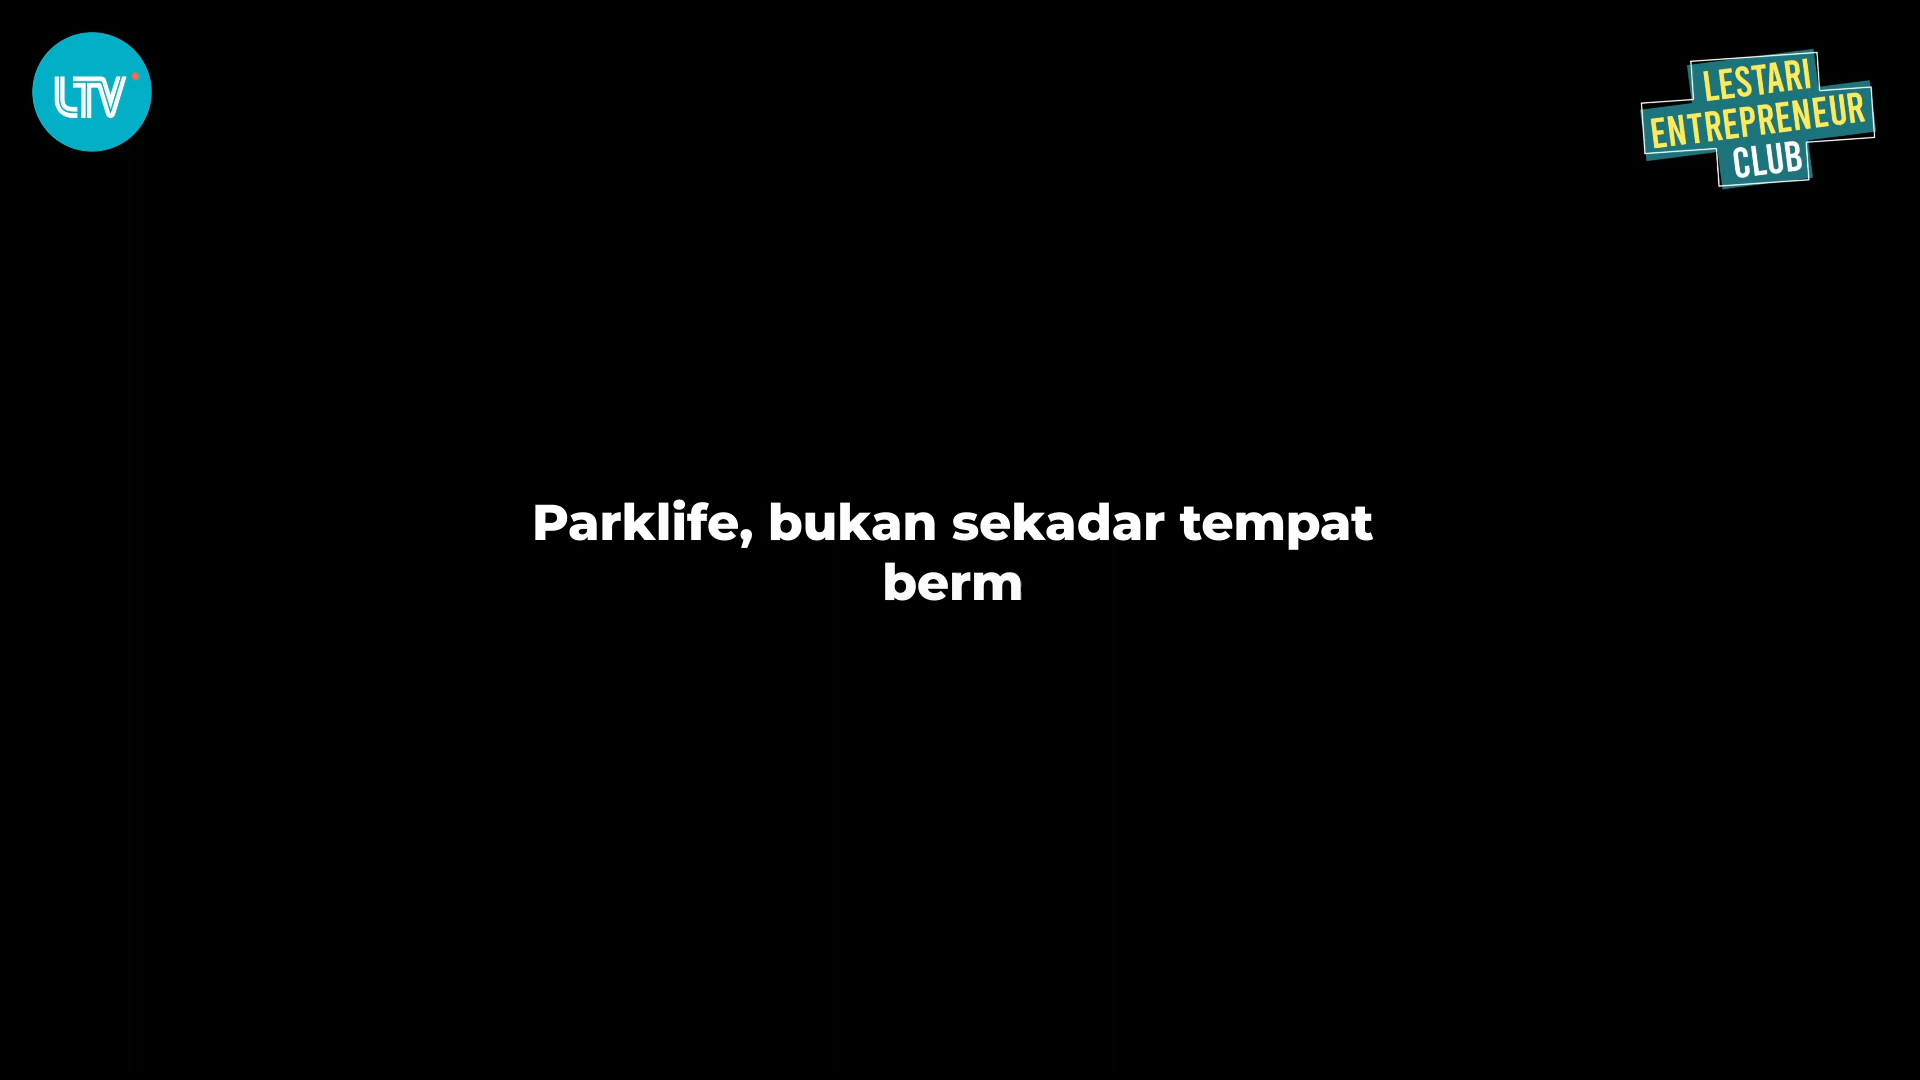 LTV
LESTARI
ENTREPRENEUR
CLUB
Parklife, bukan sekadar tempat
berm